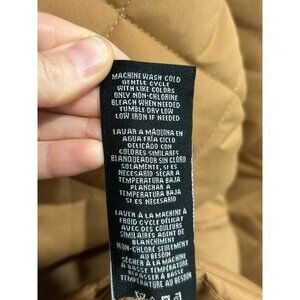 MACHINE WASH COLD
GENTLE CYCLE
WITH LIKE COLORS
ONLY NON-CHLORINE
BLEACH WHEN NEEDED
TUMBLE DRY LOW
LOW IRON IF NEEDED
LAVAR A MÁQUINA EN
AGUA FRÍA CICLO
DELICADO CON
COLORES SIMILARES
BLANQUEADOR SIN CLORO
SOLAMENTE, SI ES
NECESARIO SECAR A
TEMPERATURA BAJA
PLANCHAR A
TEMPERATURA BAJA
SI ES NECESARIO
LAVER À LA MACHINE À
FROID CYCLE DÉLICAT
AVEC DES COULEURS
SIMILAIRES AGENT DE
BLANCHIMENT
NON-CHLORE SEULEMENT
AU BESOIN
SÉCHER À LA MACHINE
À BASSE TEMPÉRATURE
REPASSER À BASSE
TEMPÉRATURE AU BESOIN